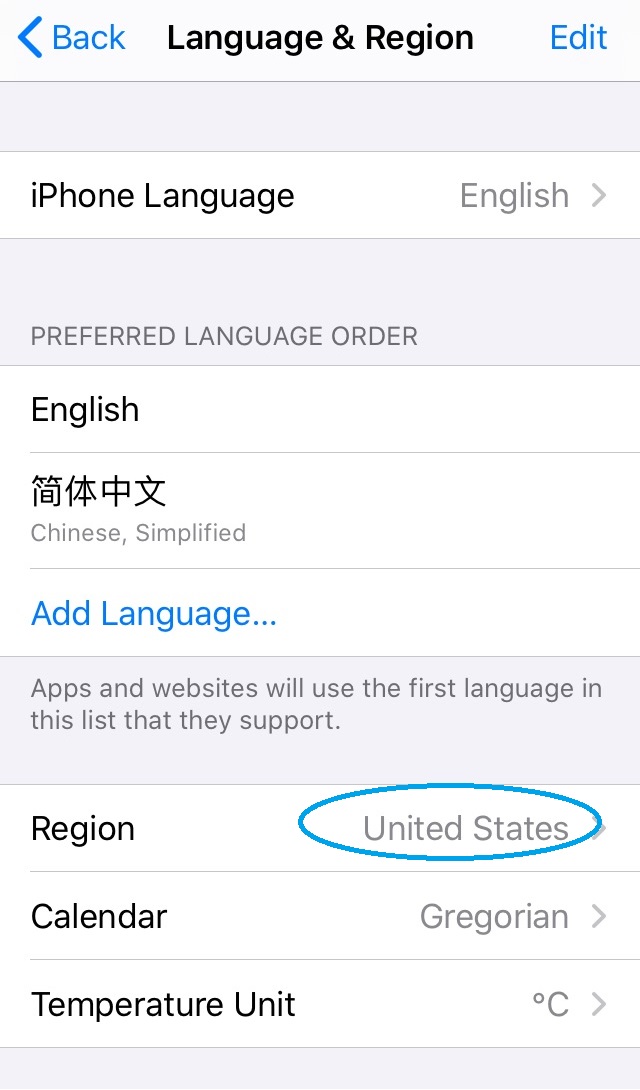 Back Language & Region Edit
iPhone Language English
PREFERRED LANGUAGE ORDER
English
简体中文
Chinese, Simplified
Add Language...
Apps and websites will use the first language in
this list that they support.
Region United States
Calendar Gregorian
Temperature Unit °C